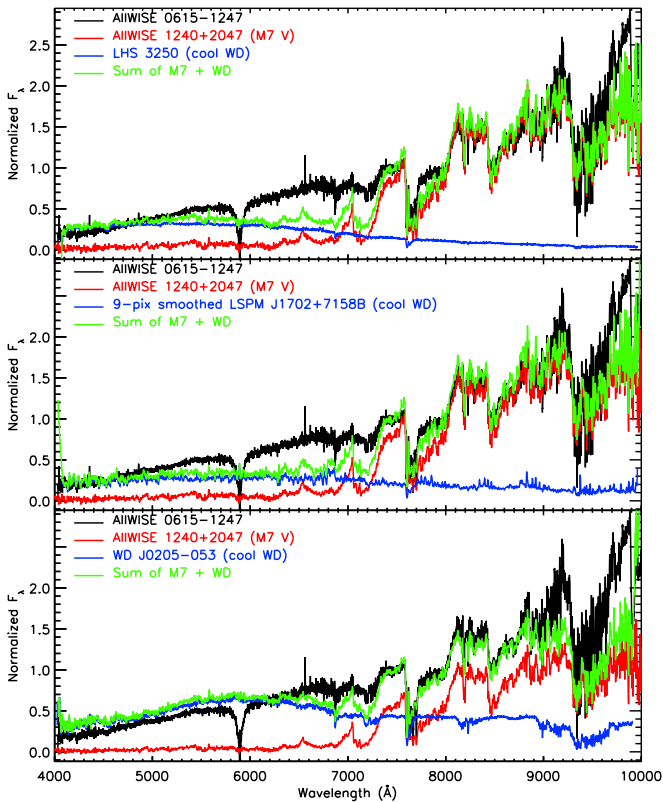 AllWISE 0615−1247
AllWISE 1240+2047 (M7 V)
LHS 3250 (cool WD)
Sum of M7 + WD
2.5
2.0
1.5
1.0
0.5
0.0
Normalized Fλ
AllWISE 0615−1247
AllWISE 1240+2047 (M7 V)
9−pix smoothed LSPM J1702+7158B (cool WD)
Sum of M7 + WD
2.0
1.5
1.0
0.5
0.0
Normalized Fλ
AllWISE 0615−1247
AllWISE 1240+2047 (M7 V)
WD J0205−053 (cool WD)
Sum of M7 + WD
2.0
1.5
1.0
0.5
0.0
Normalized Fλ
4000 5000 6000 7000 8000 9000 10000
Wavelength (Å)